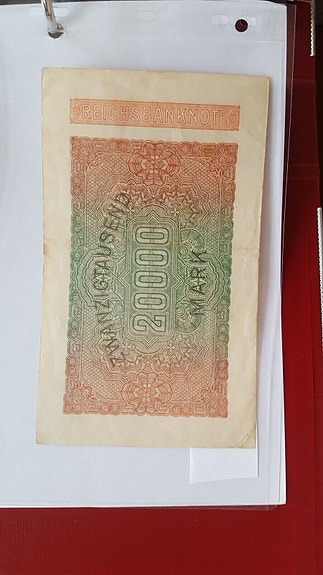 REICHSBANKNOTE
ZWANZIGTAUSEND
20000
MARK